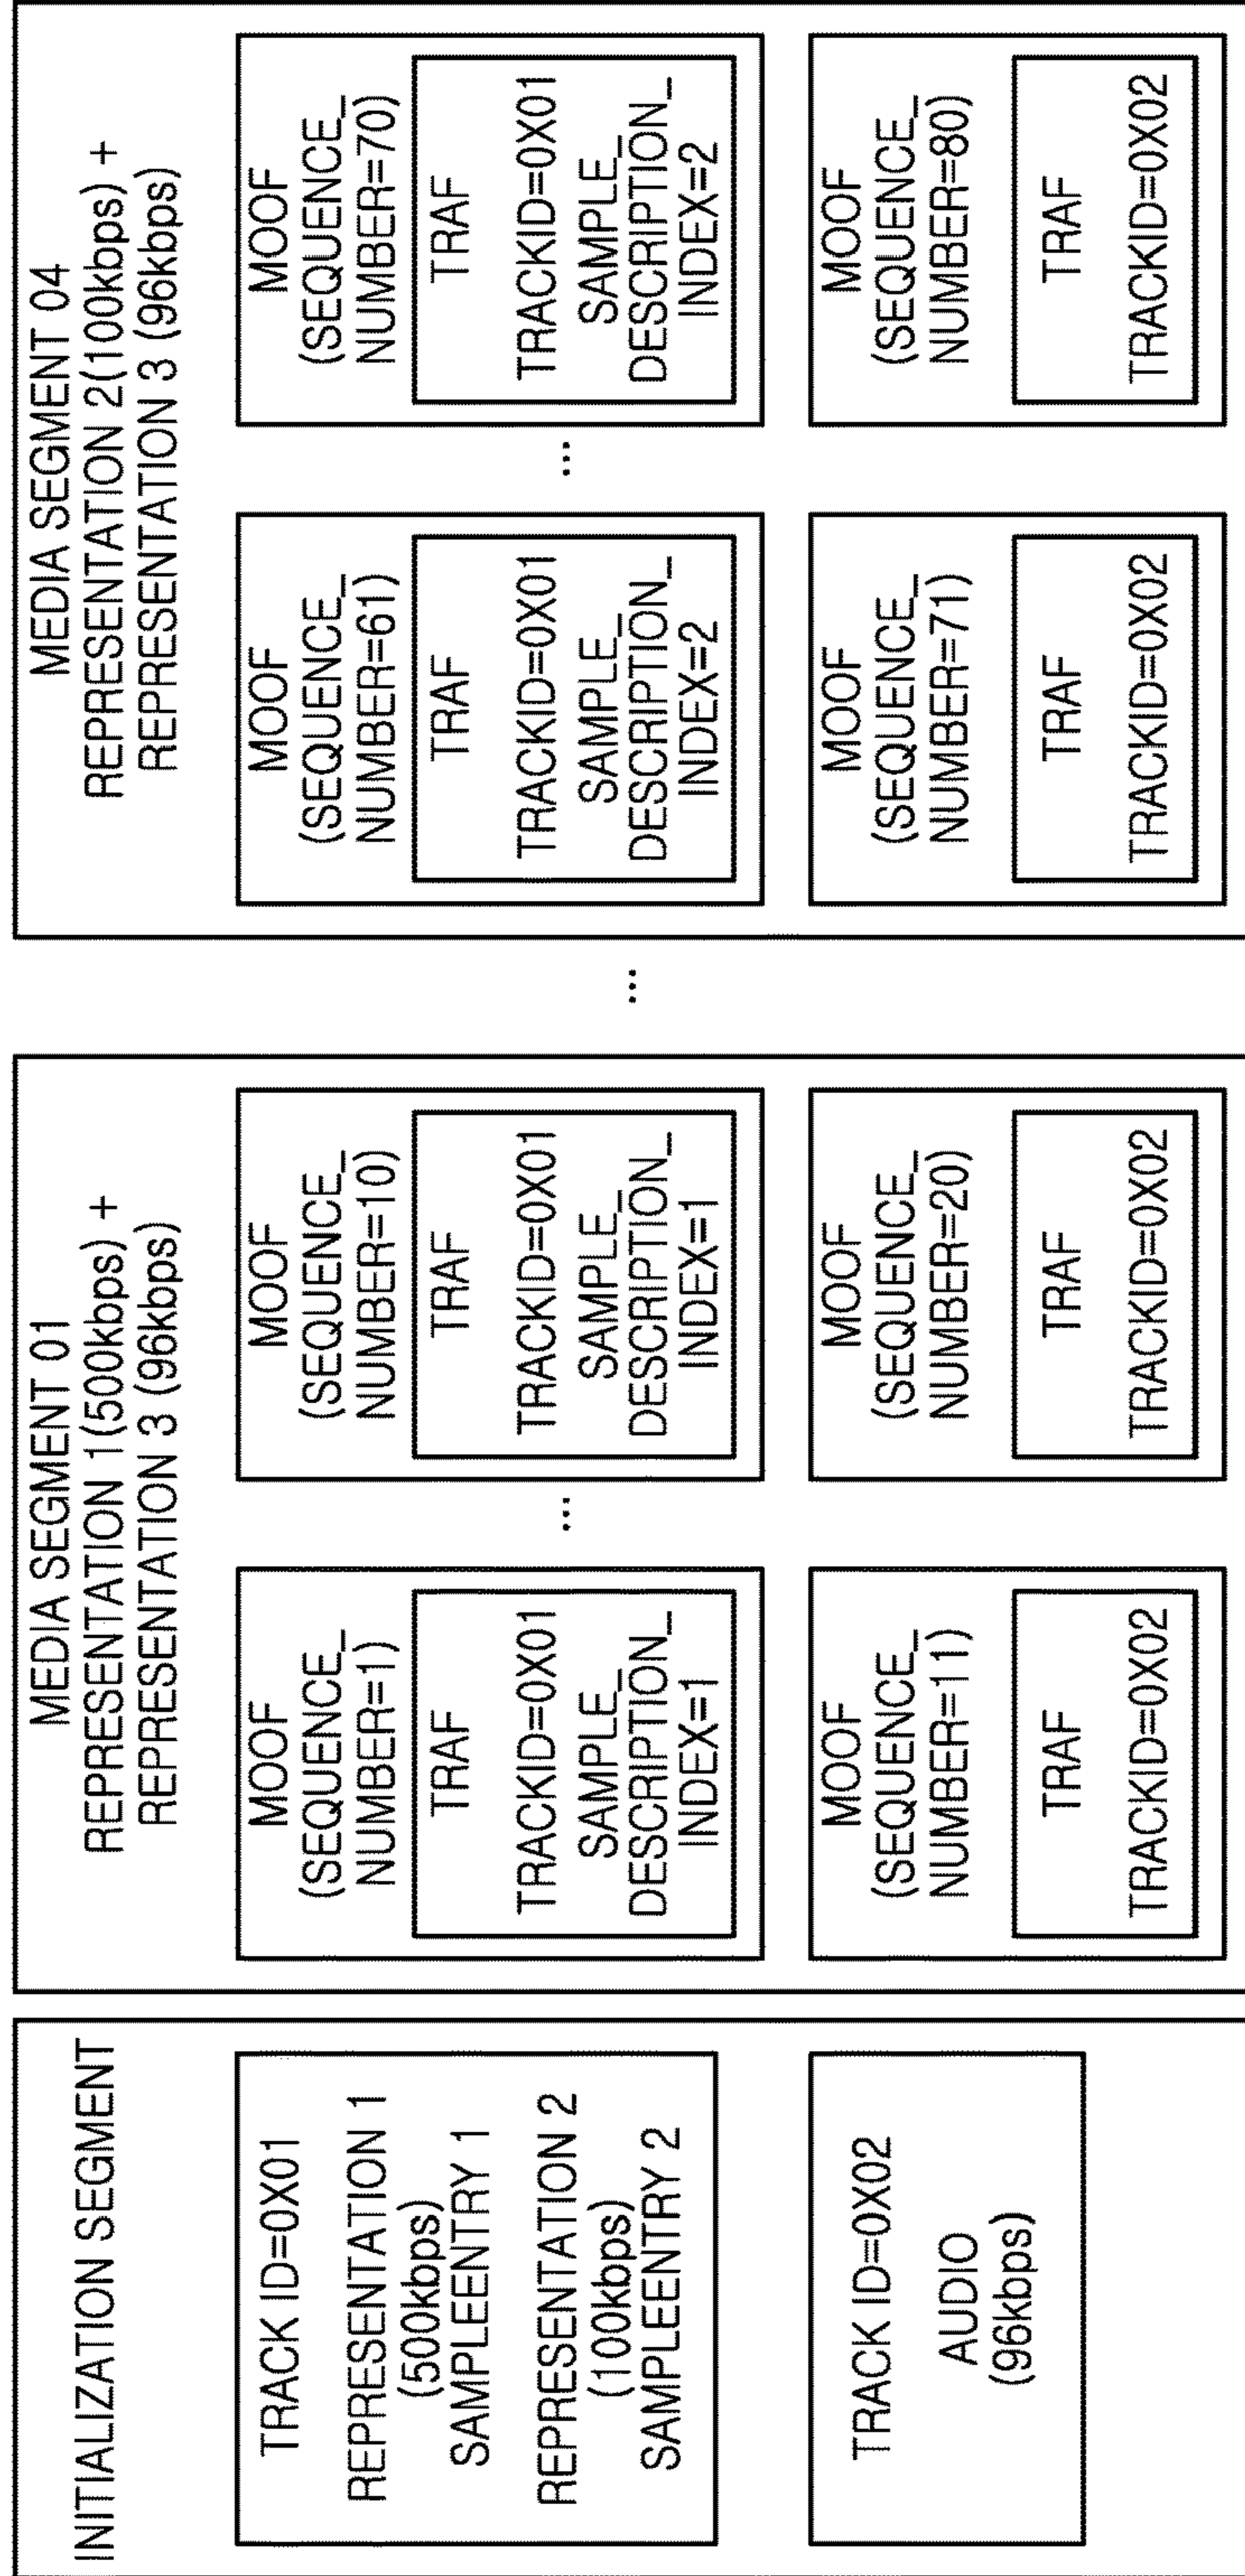 INITIALIZATION SEGMENT
TRACK ID=0X01
REPRESENTATION 1
(500kbps)
SAMPLEENTRY 1
REPRESENTATION 2
(100kbps)
SAMPLEENTRY 2
TRACK ID=0X02
AUDIO
(96kbps)
MEDIA SEGMENT 01
REPRESENTATION 1(500kbps) +
REPRESENTATION 3 (96kbps)
MOOF
(SEQUENCE_
NUMBER=1)
TRAF
TRACKID=0X01
SAMPLE_
DESCRIPTION_
INDEX=1
...
MOOF
(SEQUENCE_
NUMBER=10)
TRAF
TRACKID=0X01
SAMPLE_
DESCRIPTION_
INDEX=1
MOOF
(SEQUENCE_
NUMBER=11)
TRAF
TRACKID=0X02
MOOF
(SEQUENCE_
NUMBER=20)
TRAF
TRACKID=0X02
...
MEDIA SEGMENT 04
REPRESENTATION 2(100kbps) +
REPRESENTATION 3 (96kbps)
MOOF
(SEQUENCE_
NUMBER=61)
TRAF
TRACKID=0X01
SAMPLE_
DESCRIPTION_
INDEX=2
...
MOOF
(SEQUENCE_
NUMBER=70)
TRAF
TRACKID=0X01
SAMPLE_
DESCRIPTION_
INDEX=2
MOOF
(SEQUENCE_
NUMBER=71)
TRAF
TRACKID=0X02
MOOF
(SEQUENCE_
NUMBER=80)
TRAF
TRACKID=0X02